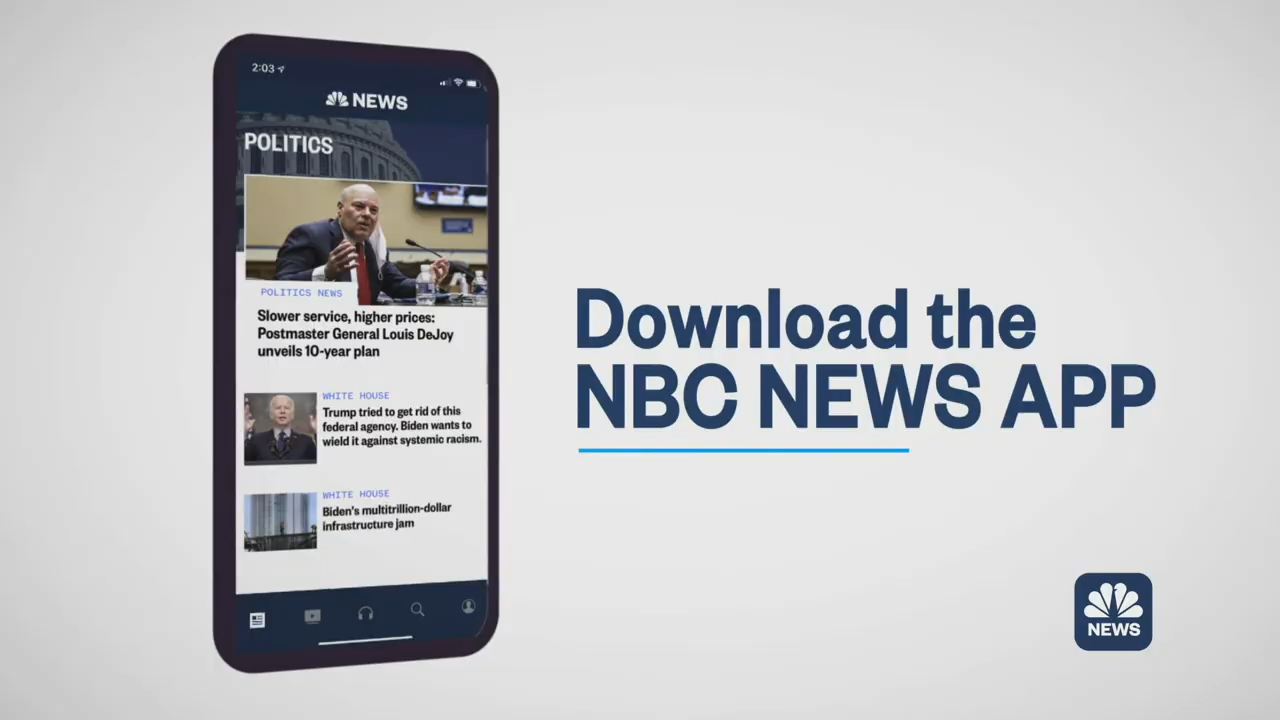 2:03
NEWS
POLITICS
POLITICS NEWS
Slower service, higher prices:
Postmaster General Louis DeJoy
unveils 10-year plan
WHITE HOUSE
Trump tried to get rid of this
federal agency. Biden wants to
wield it against systemic racism.
WHITE HOUSE
Biden's multitrillion-dollar
infrastructure jam
Download the
NBC NEWS APP
NEWS